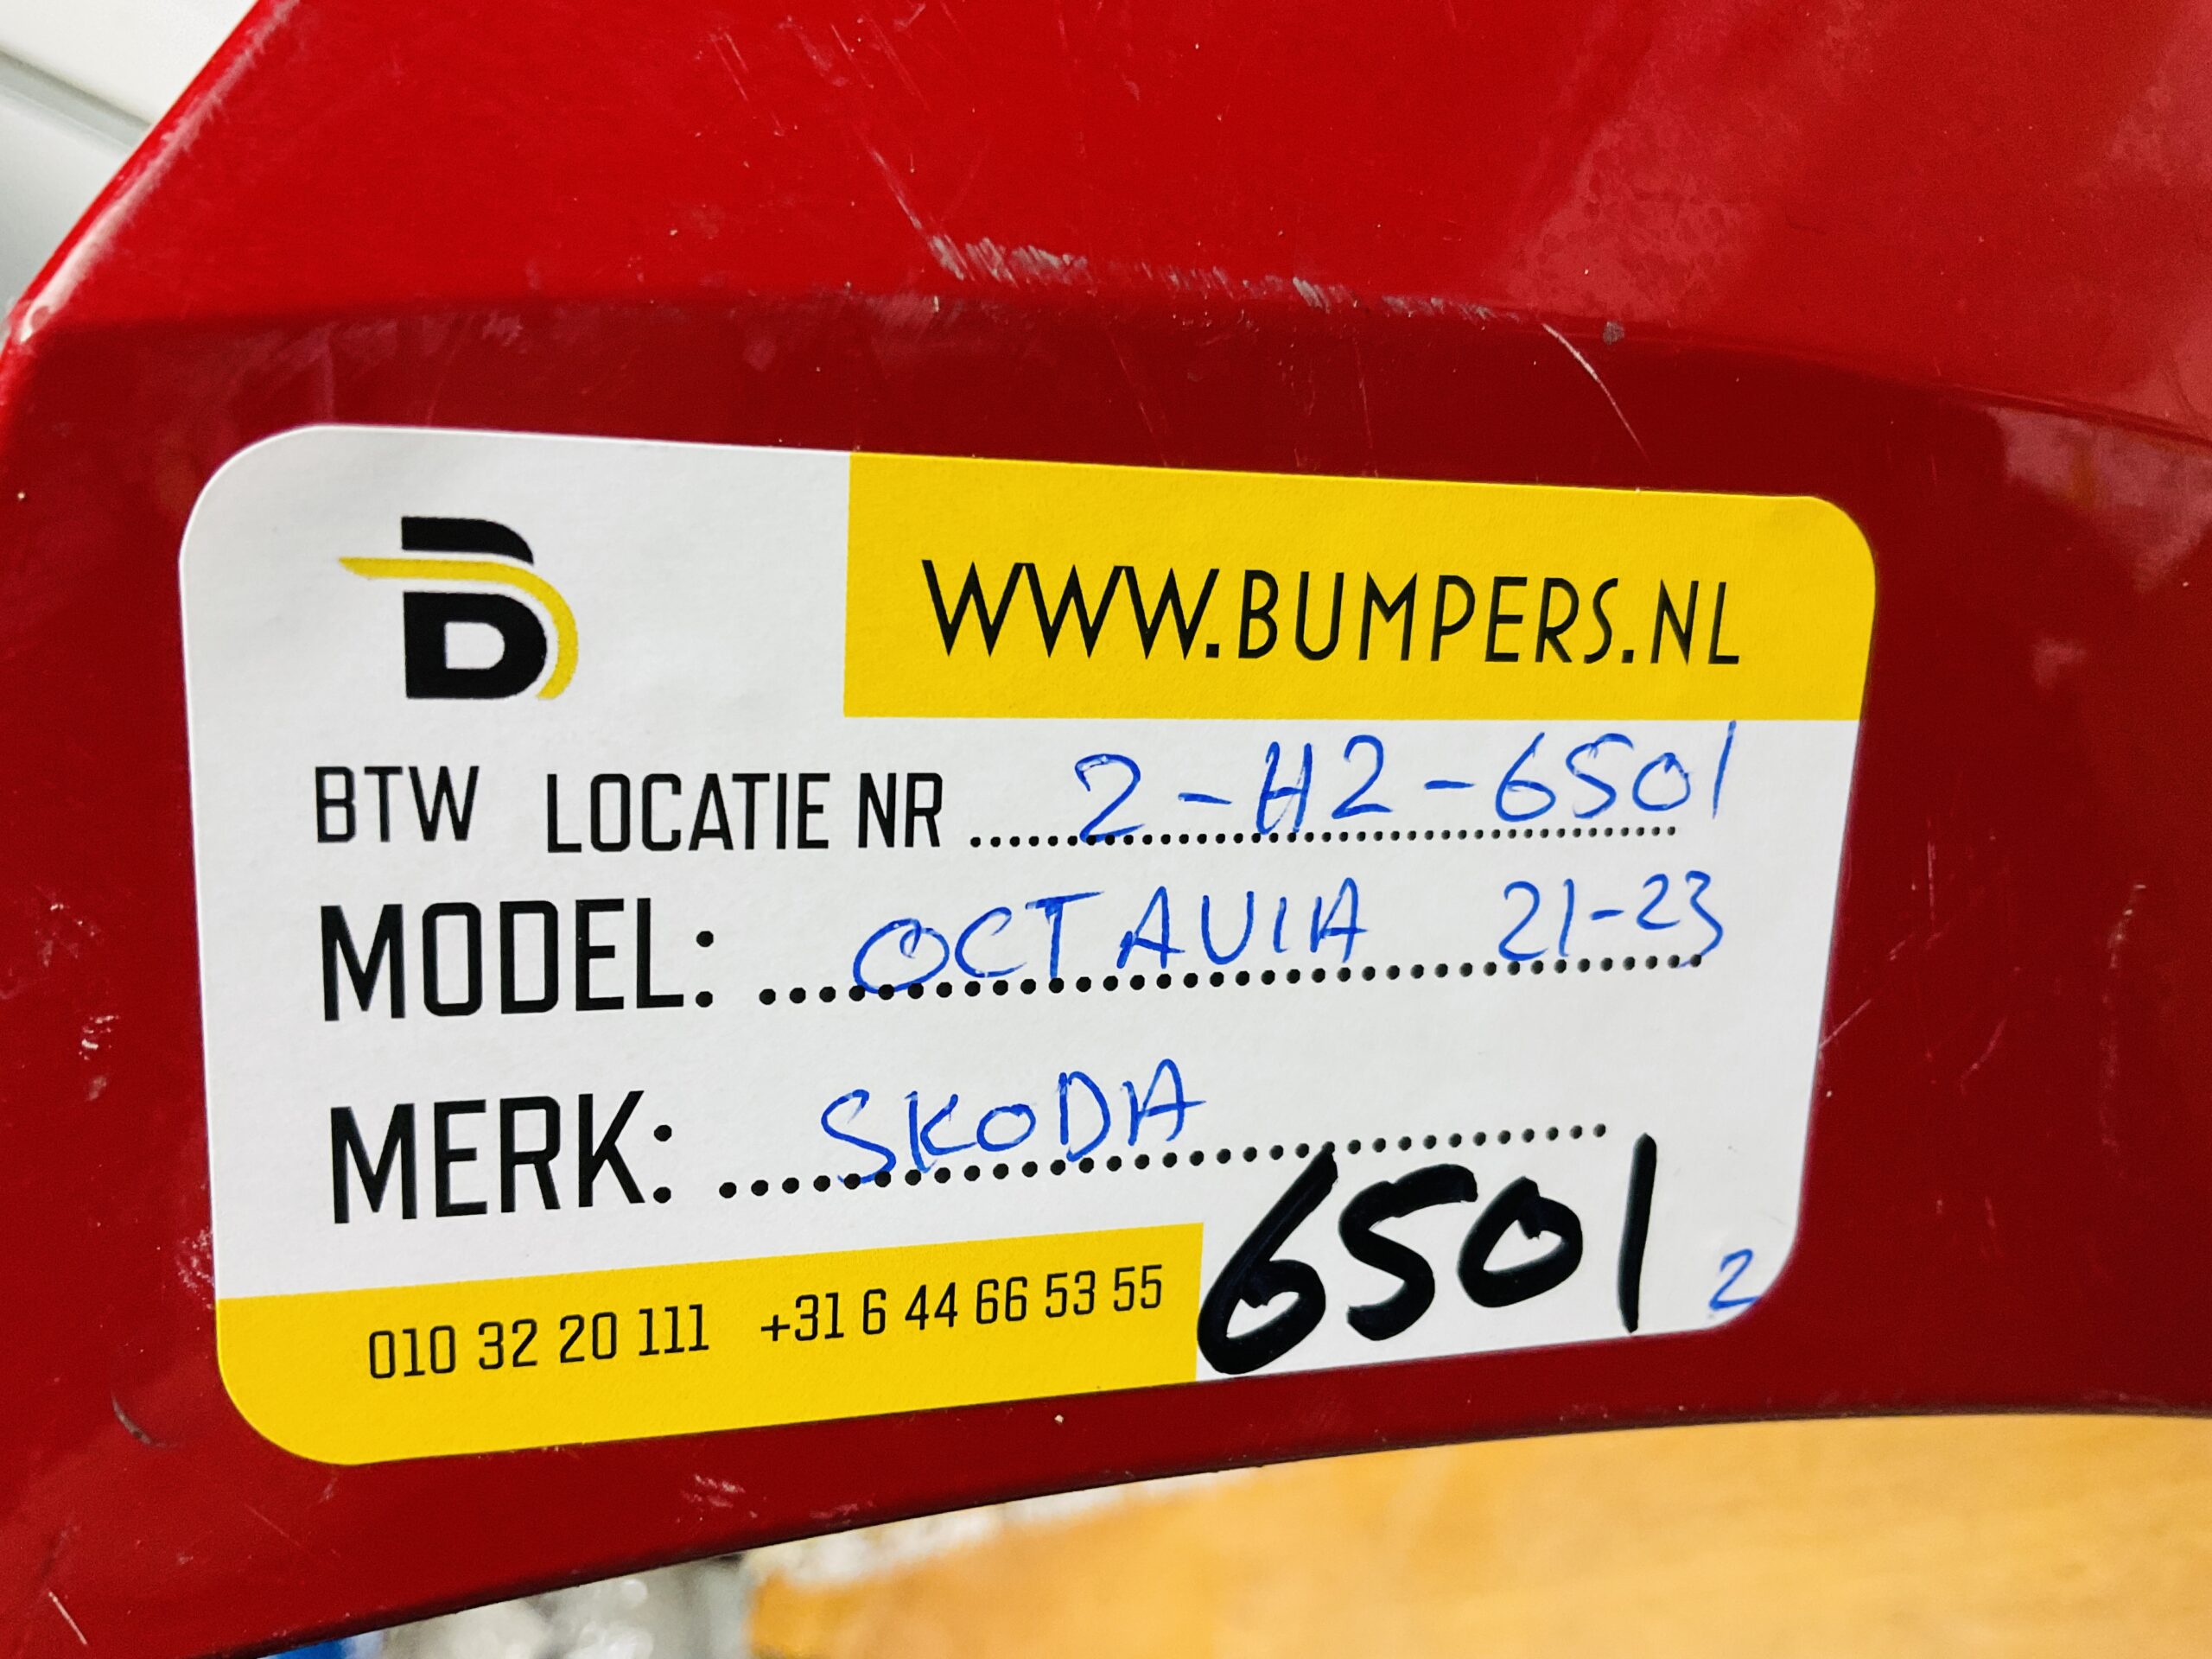 B
WWW.BUMPERS.NL
BTW LOCATIE NR ........ 2-H2-6501
MODEL: ........ OCTAVIA 21-23
MERK: ........ SKODA
6501 2
010 32 20 111 +31 6 44 66 53 55